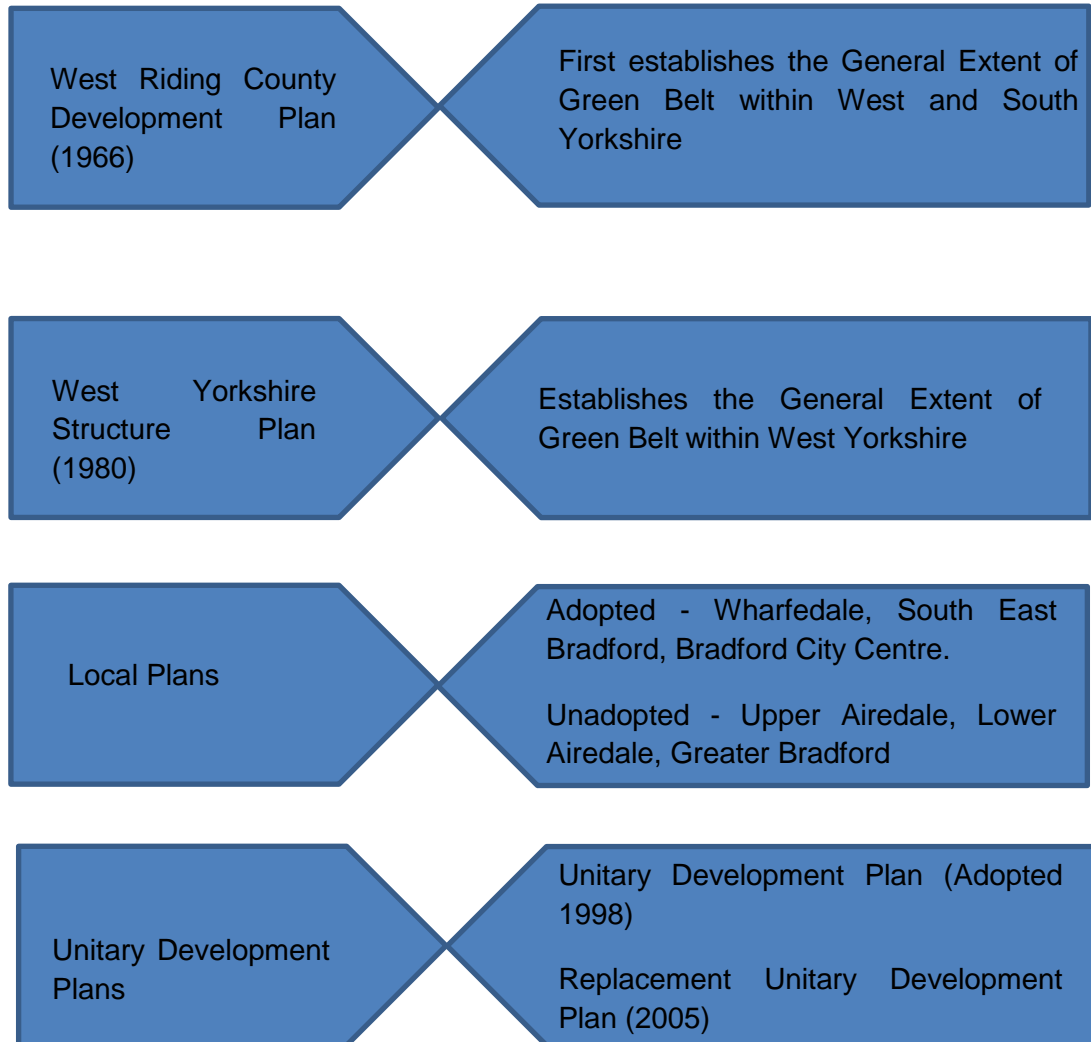 West Riding County
Development Plan
(1966)
First establishes the General Extent of
Green Belt within West and South
Yorkshire
West Yorkshire
Structure Plan
(1980)
Establishes the General Extent of
Green Belt within West Yorkshire
Local Plans
Adopted - Wharfedale, South East
Bradford, Bradford City Centre.
Unadopted - Upper Airedale, Lower
Airedale, Greater Bradford
Unitary Development
Plans
Unitary Development Plan (Adopted
1998)
Replacement Unitary Development
Plan (2005)